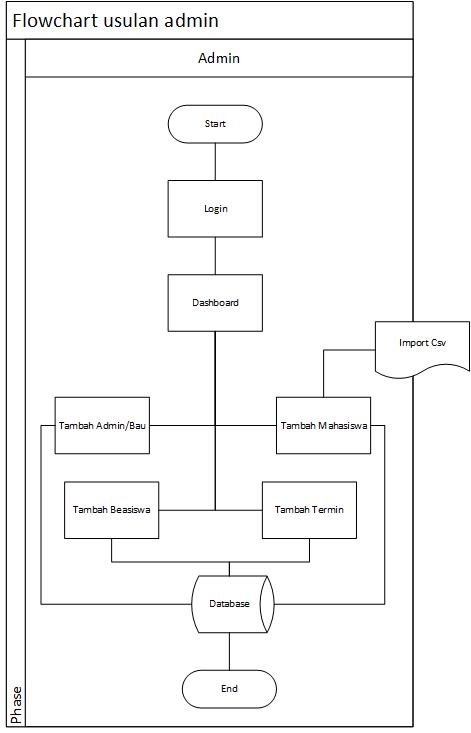 Flowchart usulan admin
Admin
Start
Login
Dashboard
Import Csv
Tambah Admin/Bau
Tambah Mahasiswa
Tambah Beasiswa
Tambah Termin
Database
End
Phase